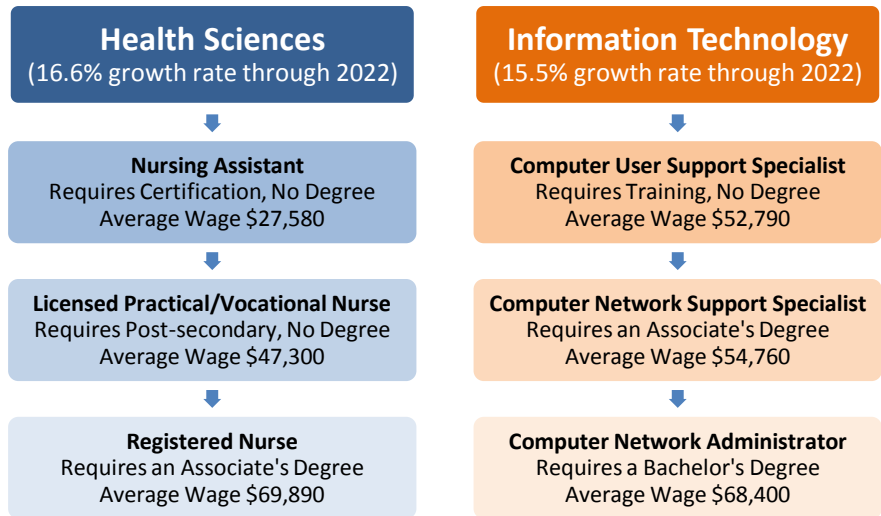 Health Sciences
(16.6% growth rate through 2022)
Nursing Assistant
Requires Certification, No Degree
Average Wage $27,580
Licensed Practical/Vocational Nurse
Requires Post-secondary, No Degree
Average Wage $47,300
Registered Nurse
Requires an Associate's Degree
Average Wage $69,890
Information Technology
(15.5% growth rate through 2022)
Computer User Support Specialist
Requires Training, No Degree
Average Wage $52,790
Computer Network Support Specialist
Requires an Associate's Degree
Average Wage $54,760
Computer Network Administrator
Requires a Bachelor's Degree
Average Wage $68,400